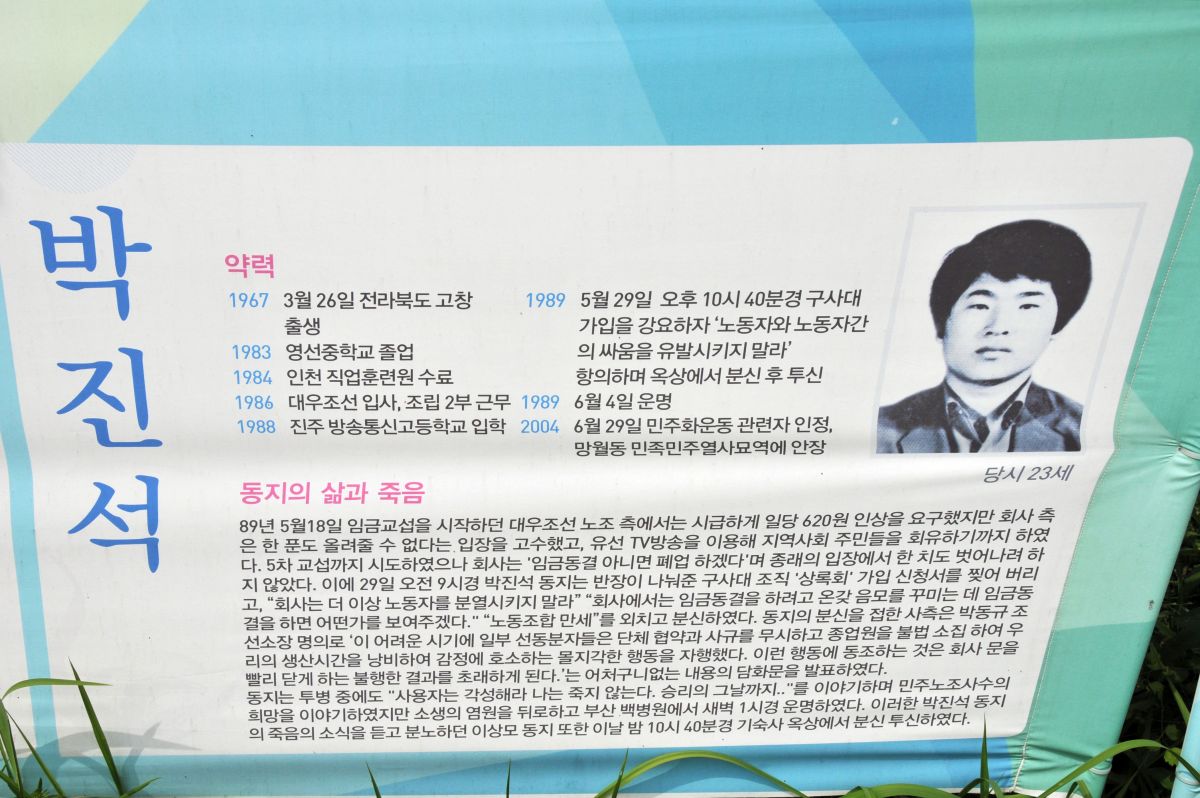 박진석
약력
1967 3월 26일 전라북도 고창
출생
1983 영선중학교 졸업
1984 인천 직업훈련원 수료
1986 대우조선 입사, 조립 2부 근무
1988 진주 방송통신고등학교 입학
1989 5월 29일 오후 10시 40분경 구사대
가입을 강요하자 ‘노동자와 노동자간
의 싸움을 유발시키지 말라’
항의하며 옥상에서 분신 후 투신
1989 6월 4일 운명
2004 6월 29일 민주화운동 관련자 인정,
망월동 민족민주열사묘역에 안장
당시 23세
동지의 삶과 죽음
89년 5월18일 임금교섭을 시작하던 대우조선 노조 측에서는 시급하게 일당 620원 인상을 요구했지만 회사 측
은 한 푼도 올려줄 수 없다는 입장을 고수했고, 유선 TV방송을 이용해 지역사회 주민들을 회유하기까지 하였
다. 5차 교섭까지 시도하였으나 회사는 '임금동결 아니면 폐업 하겠다'며 종래의 입장에서 한 치도 벗어나려 하
지 않았다. 이에 29일 오전 9시경 박진석 동지는 반장이 나눠준 구사대 조직 '상록회' 가입 신청서를 찢어 버리
고, “회사는 더 이상 노동자를 분열시키지 말라” “회사에서는 임금동결을 하려고 온갖 음모를 꾸미는 데 임금동
결을 하면 어떤가를 보여주겠다." “노동조합 만세”를 외치고 분신하였다. 동지의 분신을 접한 사측은 박동규 조
선소장 명의로 '이 어려운 시기에 일부 선동분자들은 단체 협약과 사규를 무시하고 종업원을 불법 소집 하여 우
리의 생산시간을 낭비하여 감정에 호소하는 몰지각한 행동을 자행했다. 이런 행동에 동조하는 것은 회사 문을
빨리 닫게 하는 불행한 결과를 초래하게 된다.'는 어처구니없는 내용의 담화문을 발표하였다.
동지는 투병 중에도 "사용자는 각성해라 나는 죽지 않는다. 승리의 그날까지.."를 이야기하며 민주노조사수의
희망을 이야기하였지만 소생의 염원을 뒤로하고 부산 백병원에서 새벽 1시경 운명하였다. 이러한 박진석 동지
의 죽음의 소식을 듣고 분노하던 이상모 동지 또한 이날 밤 10시 40분경 기숙사 옥상에서 분신 투신하였다.